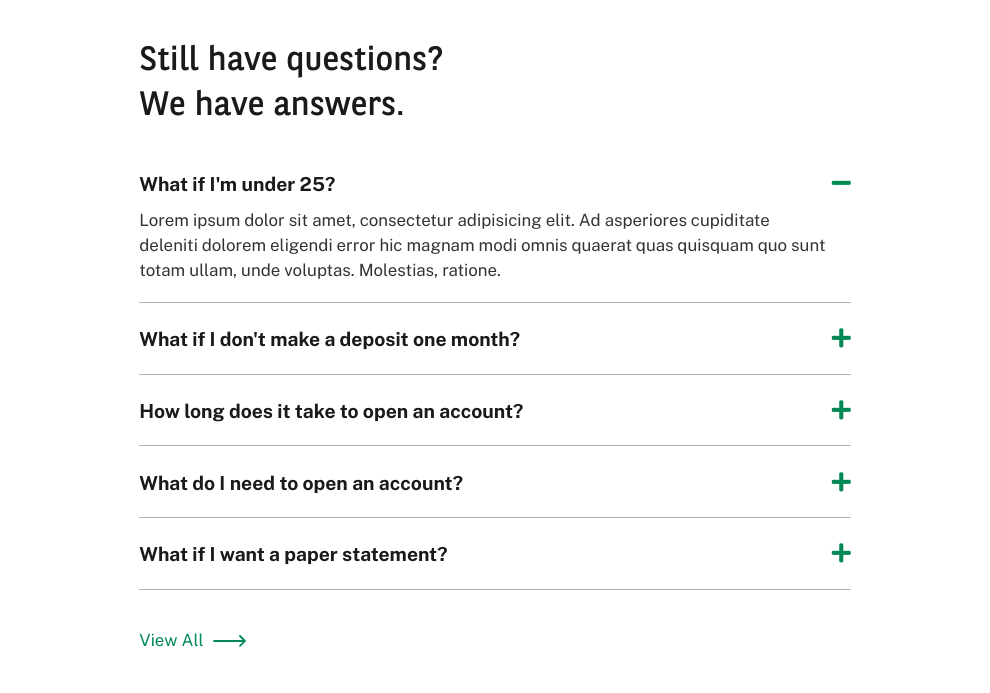 Still have questions?
We have answers.
What if I'm under 25?
Lorem ipsum dolor sit amet, consectetur adipisicing elit. Ad asperiores cupiditate
deleniti dolorem eligendi error hic magnam modi omnis quaerat quas quisquam quo sunt
totam ullam, unde voluptas. Molestias, ratione.
What if I don't make a deposit one month?
How long does it take to open an account?
What do I need to open an account?
What if I want a paper statement?
View All